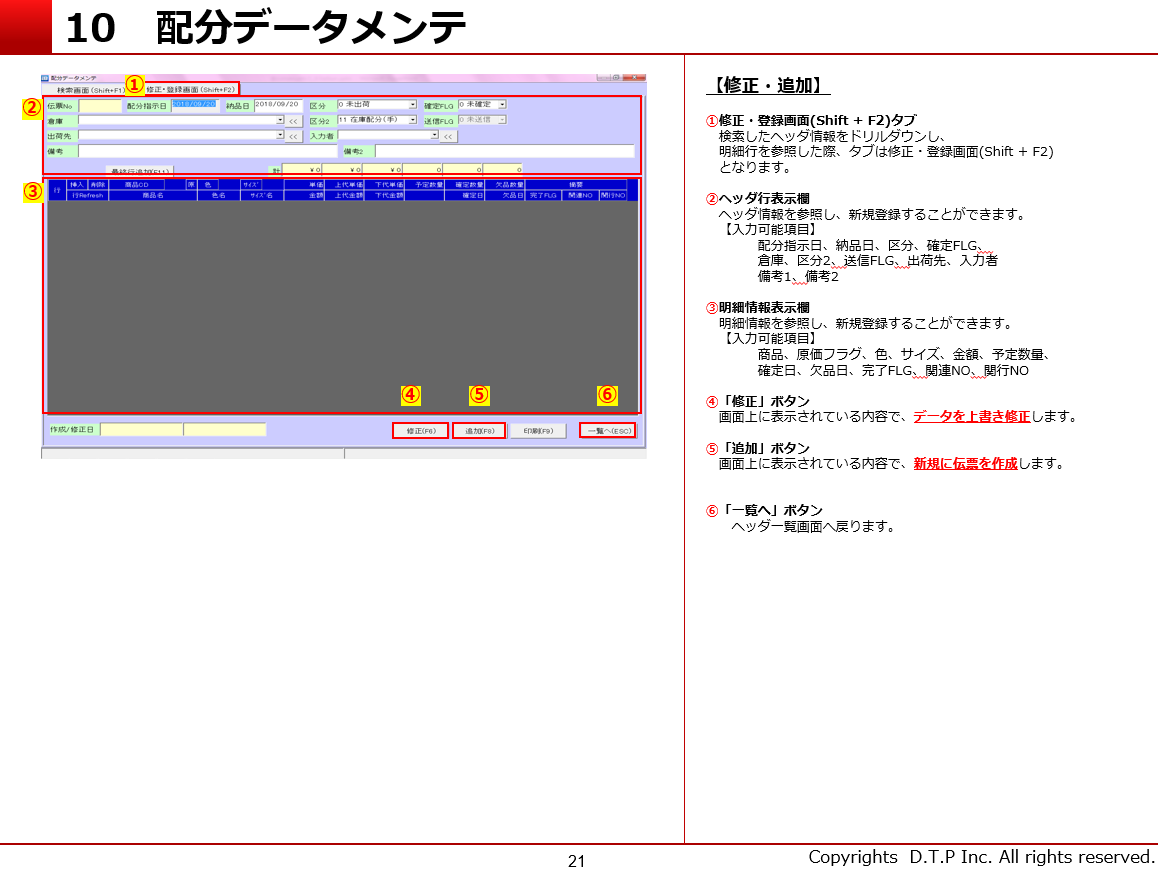 10　配分データメンテ
配分データメンテ
検索画面(Shift+F1)
①
修正・登録画面(Shift+F2)
②
伝票No
配分指示日 2018/09/20 納品日 2018/09/20 区分 0 未出荷 確定FLG 0 未確定
倉庫 << 区分2 11 在庫配分(手) 送信FLG 0 未送信
出荷先 << 入力者 <<
備考 備考2
最終行追加(F11) 計 ¥0 ¥0 ¥0 0 0 0
③
行 挿入 削除 商品CD 原 色 サイズ 単価 上代単価 下代単価 予定数量 確定数量 欠品数量 摘要
行Refresh 商品名 色名 サイズ名 金額 上代金額 下代金額 確定日 欠品日 完了FLG 関連NO 関行NO
④ ⑤ ⑥
作成/修正日 修正(F6) 追加(F8) 印刷(F9) 一覧へ(ESC)
【修正・追加】
①修正・登録画面(Shift + F2)タブ
検索したヘッダ情報をドリルダウンし、
明細行を参照した際、タブは修正・登録画面(Shift + F2)
となります。
②ヘッダ行表示欄
ヘッダ情報を参照し、新規登録することができます。
【入力可能項目】
配分指示日、納品日、区分、確定FLG、
倉庫、区分2、送信FLG、出荷先、入力者
備考1、備考2
③明細情報表示欄
明細情報を参照し、新規登録することができます。
【入力可能項目】
商品、原価フラグ、色、サイズ、金額、予定数量、
確定日、欠品日、完了FLG、関連NO、関行NO
④「修正」ボタン
画面上に表示されている内容で、データを上書き修正します。
⑤「追加」ボタン
画面上に表示されている内容で、新規に伝票を作成します。
⑥「一覧へ」ボタン
ヘッダ一覧画面へ戻ります。
21
Copyrights D.T.P Inc. All rights reserved.